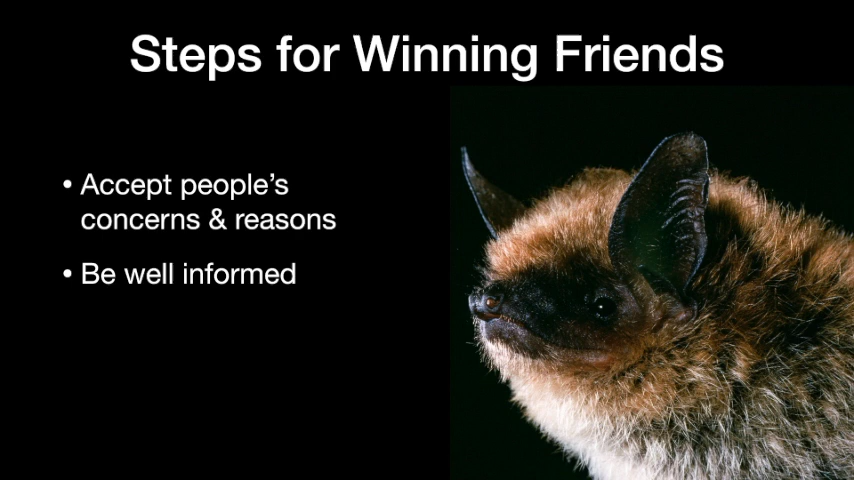 Steps for Winning Friends
• Accept people’s
concerns & reasons
• Be well informed